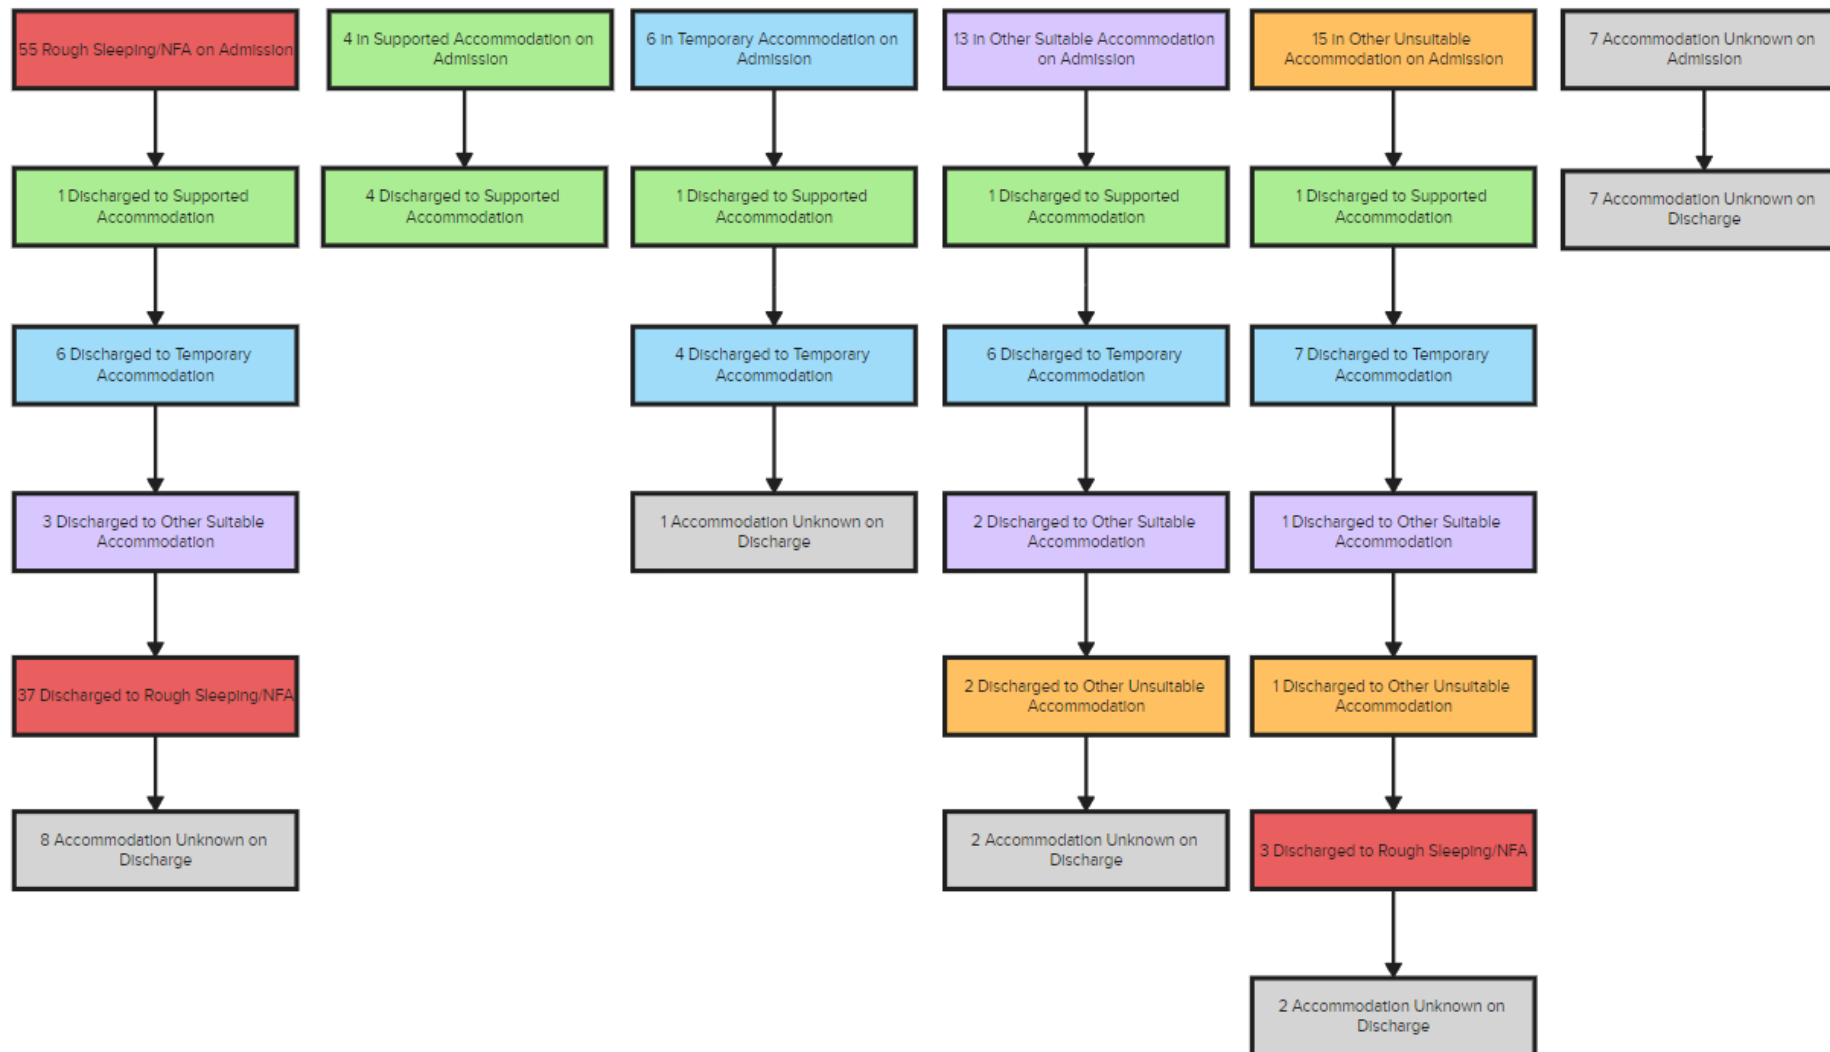 55 Rough Sleeping/NFA on Admission
4 in Supported Accommodation on
Admission
6 in Temporary Accommodation on
Admission
13 in Other Suitable Accommodation
on Admission
15 in Other Unsuitable
Accommodation on Admission
7 Accommodation Unknown on
Admission
1 Discharged to Supported
Accommodation
4 Discharged to Supported
Accommodation
1 Discharged to Supported
Accommodation
1 Discharged to Supported
Accommodation
1 Discharged to Supported
Accommodation
7 Accommodation Unknown on
Discharge
6 Discharged to Temporary
Accommodation
4 Discharged to Temporary
Accommodation
6 Discharged to Temporary
Accommodation
7 Discharged to Temporary
Accommodation
3 Discharged to Other Suitable
Accommodation
1 Accommodation Unknown on
Discharge
2 Discharged to Other Suitable
Accommodation
1 Discharged to Other Suitable
Accommodation
37 Discharged to Rough Sleeping/NFA
2 Discharged to Other Unsuitable
Accommodation
1 Discharged to Other Unsuitable
Accommodation
8 Accommodation Unknown on
Discharge
2 Accommodation Unknown on
Discharge
3 Discharged to Rough Sleeping/NFA
2 Accommodation Unknown on
Discharge